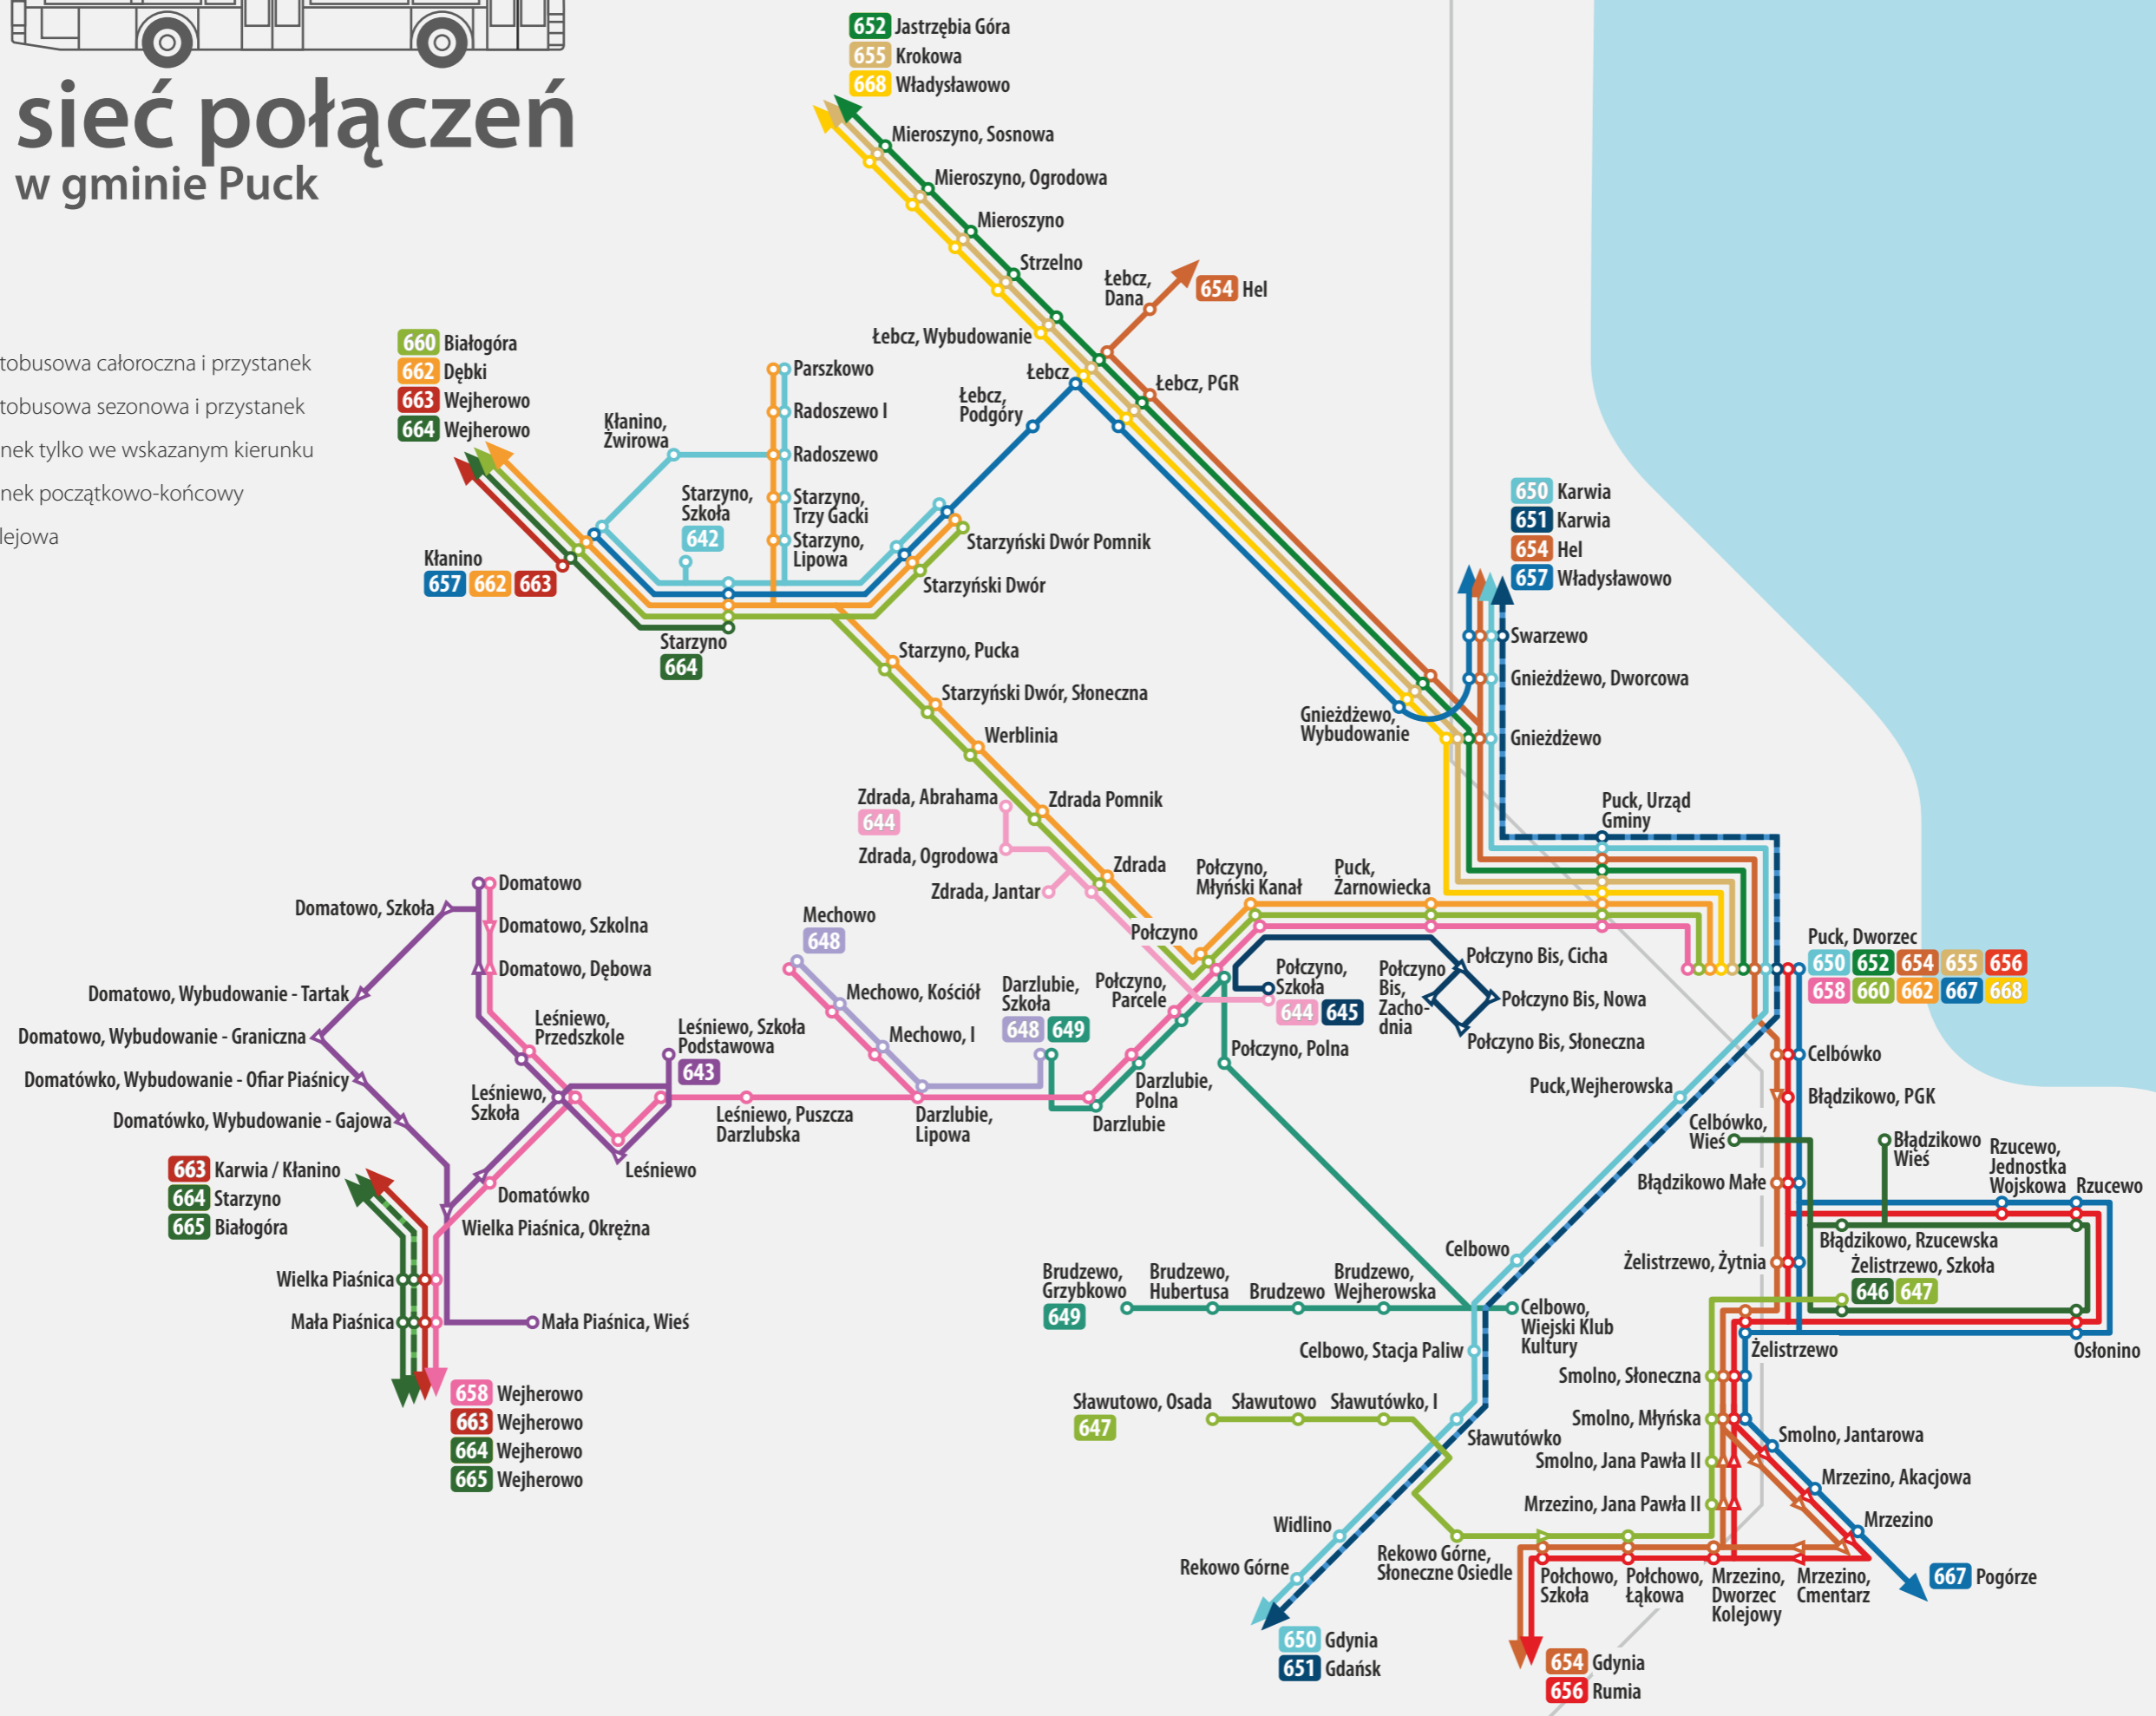 sieć połączeń
w gminie Puck
tobusowa całoroczna i przystanek
tobusowa sezonowa i przystanek
nek tylko we wskazanym kierunku
nek początkowo-końcowy
lejowa
652 Jastrzębia Góra
655 Krokowa
668 Władysławowo
Mieroszyno, Sosnowa
Mieroszyno, Ogrodowa
Mieroszyno
Strzelno
Łebcz,
Dana
654 Hel
Łebcz, Wybudowanie
Łebcz
Łebcz, PGR
Łebcz,
Podgóry
660 Białogóra
662 Dębki
663 Wejherowo
664 Wejherowo
Parszkowo
Radoszewo I
Radoszewo
Kłanino,
Żwirowa
Starzyno,
Szkoła
642
Starzyno,
Trzy Gacki
Starzyno,
Lipowa
Kłanino
657 662 663
Starzyński Dwór Pomnik
Starzyński Dwór
Starzyno
664
Starzyno, Pucka
Starzyński Dwór, Słoneczna
Werblinia
650 Karwia
651 Karwia
654 Hel
657 Władysławowo
Swarzewo
Gnieżdżewo, Dworcowa
Gnieżdżewo,
Wybudowanie
Gnieżdżewo
Zdrada, Abrahama
644
Zdrada Pomnik
Zdrada, Ogrodowa
Zdrada
Zdrada, Jantar
Puck, Urząd
Gminy
Połczyno,
Młyński Kanał
Puck,
Żarnowiecka
Połczyno
Domatowo
Domatowo, Szkoła
Domatowo, Szkolna
Domatowo, Dębowa
Domatowo, Wybudowanie - Tartak
Domatowo, Wybudowanie - Graniczna
Domatówko, Wybudowanie - Ofiar Piaśnicy
Domatówko, Wybudowanie - Gajowa
Mechowo
648
Mechowo, Kościół
Mechowo, I
Darzlubie,
Szkoła
648 649
Połczyno,
Parcele
Połczyno,
Szkoła
644 645
Połczyno
Bis,
Zacho-
dnia
Połczyno Bis, Cicha
Połczyno Bis, Nowa
Połczyno Bis, Słoneczna
Puck, Dworzec
650 652 654 655 656
658 660 662 667 668
Leśniewo,
Przedszkole
Leśniewo, Szkoła
Podstawowa
643
Leśniewo,
Szkoła
Leśniewo, Puszcza
Darzlubska
Darzlubie,
Lipowa
Darzlubie,
Polna
Darzlubie
Połczyno, Polna
Leśniewo
Domatówko
Wielka Piaśnica, Okrężna
663 Karwia / Kłanino
664 Starzyno
665 Białogóra
Wielka Piaśnica
Mała Piaśnica
Mała Piaśnica, Wieś
658 Wejherowo
663 Wejherowo
664 Wejherowo
665 Wejherowo
Celbówko
Puck,Wejherowska
Błądzikowo, PGK
Celbówko,
Wieś
Błądzikowo
Wieś
Rzucewo,
Jednostka
Wojskowa
Rzucewo
Błądzikowo Małe
Błądzikowo, Rzucewska
Celbowo
Żelistrzewo, Żytnia
Żelistrzewo, Szkoła
646 647
Brudzewo,
Grzybkowo
649
Brudzewo,
Hubertusa
Brudzewo
Brudzewo,
Wejherowska
Celbowo,
Wiejski Klub
Kultury
Celbowo, Stacja Paliw
Żelistrzewo
Osłonino
Smolno, Słoneczna
Sławutowo, Osada
647
Sławutowo
Sławutówko, I
Sławutówko
Smolno, Młyńska
Smolno, Jantarowa
Smolno, Jana Pawła II
Mrzezino, Akacjowa
Mrzezino, Jana Pawła II
Mrzezino
Widlino
Rekowo Górne
Rekowo Górne,
Słoneczne Osiedle
Połchowo,
Szkoła
Połchowo,
Łąkowa
Mrzezino,
Dworzec
Kolejowy
Mrzezino,
Cmentarz
667 Pogórze
650 Gdynia
651 Gdańsk
654 Gdynia
656 Rumia